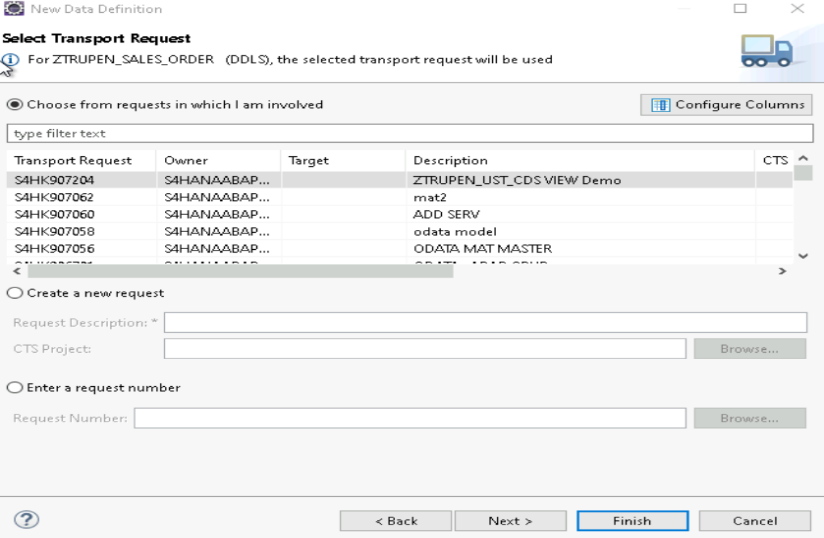 New Data Definition
Select Transport Request
For ZTRUPEN_SALES_ORDER (DDLS), the selected transport request will be used
Choose from requests in which I am involved
Configure Columns
type filter text
Transport Request Owner Target Description CTS
S4HK907204 S4HANAABAP... ZTRUPEN_UST_CDS VIEW Demo
S4HK907062 S4HANAABAP... mat2
S4HK907060 S4HANAABAP... ADD SERV
S4HK907058 S4HANAABAP... odata model
S4HK907056 S4HANAABAP... ODATA MAT MASTER
Create a new request
Request Description: *
CTS Project: Browse...
Enter a request number
Request Number: Browse...
< Back Next > Finish Cancel